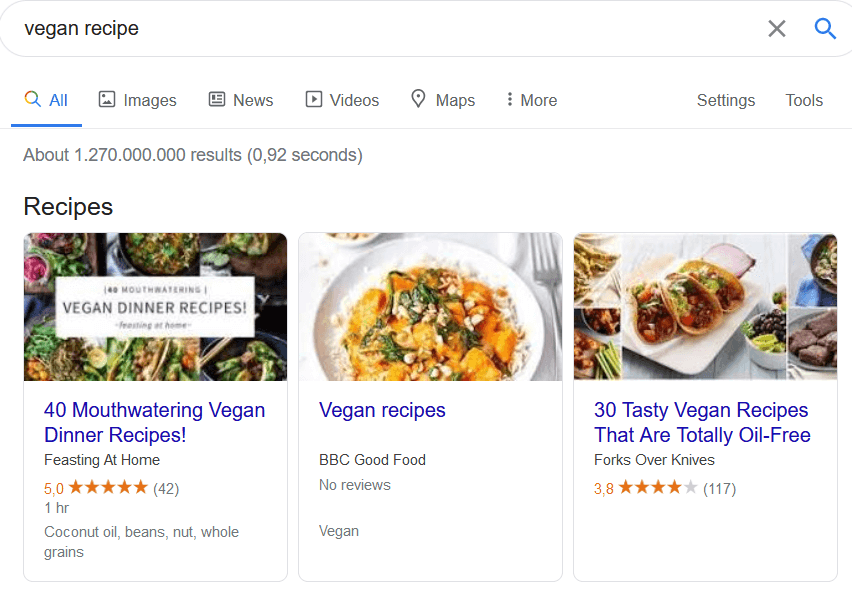 vegan recipe
All Images News Videos Maps More Settings Tools
About 1.270.000.000 results (0,92 seconds)
Recipes
|40 MOUTHWATERING|
VEGAN DINNER RECIPES!
~feasting at home~
40 Mouthwatering Vegan
Dinner Recipes!
Feasting At Home
5,0 (42)
1 hr
Coconut oil, beans, nut, whole
grains
Vegan recipes
BBC Good Food
No reviews
Vegan
30 Tasty Vegan Recipes
That Are Totally Oil-Free
Forks Over Knives
3,8 (117)